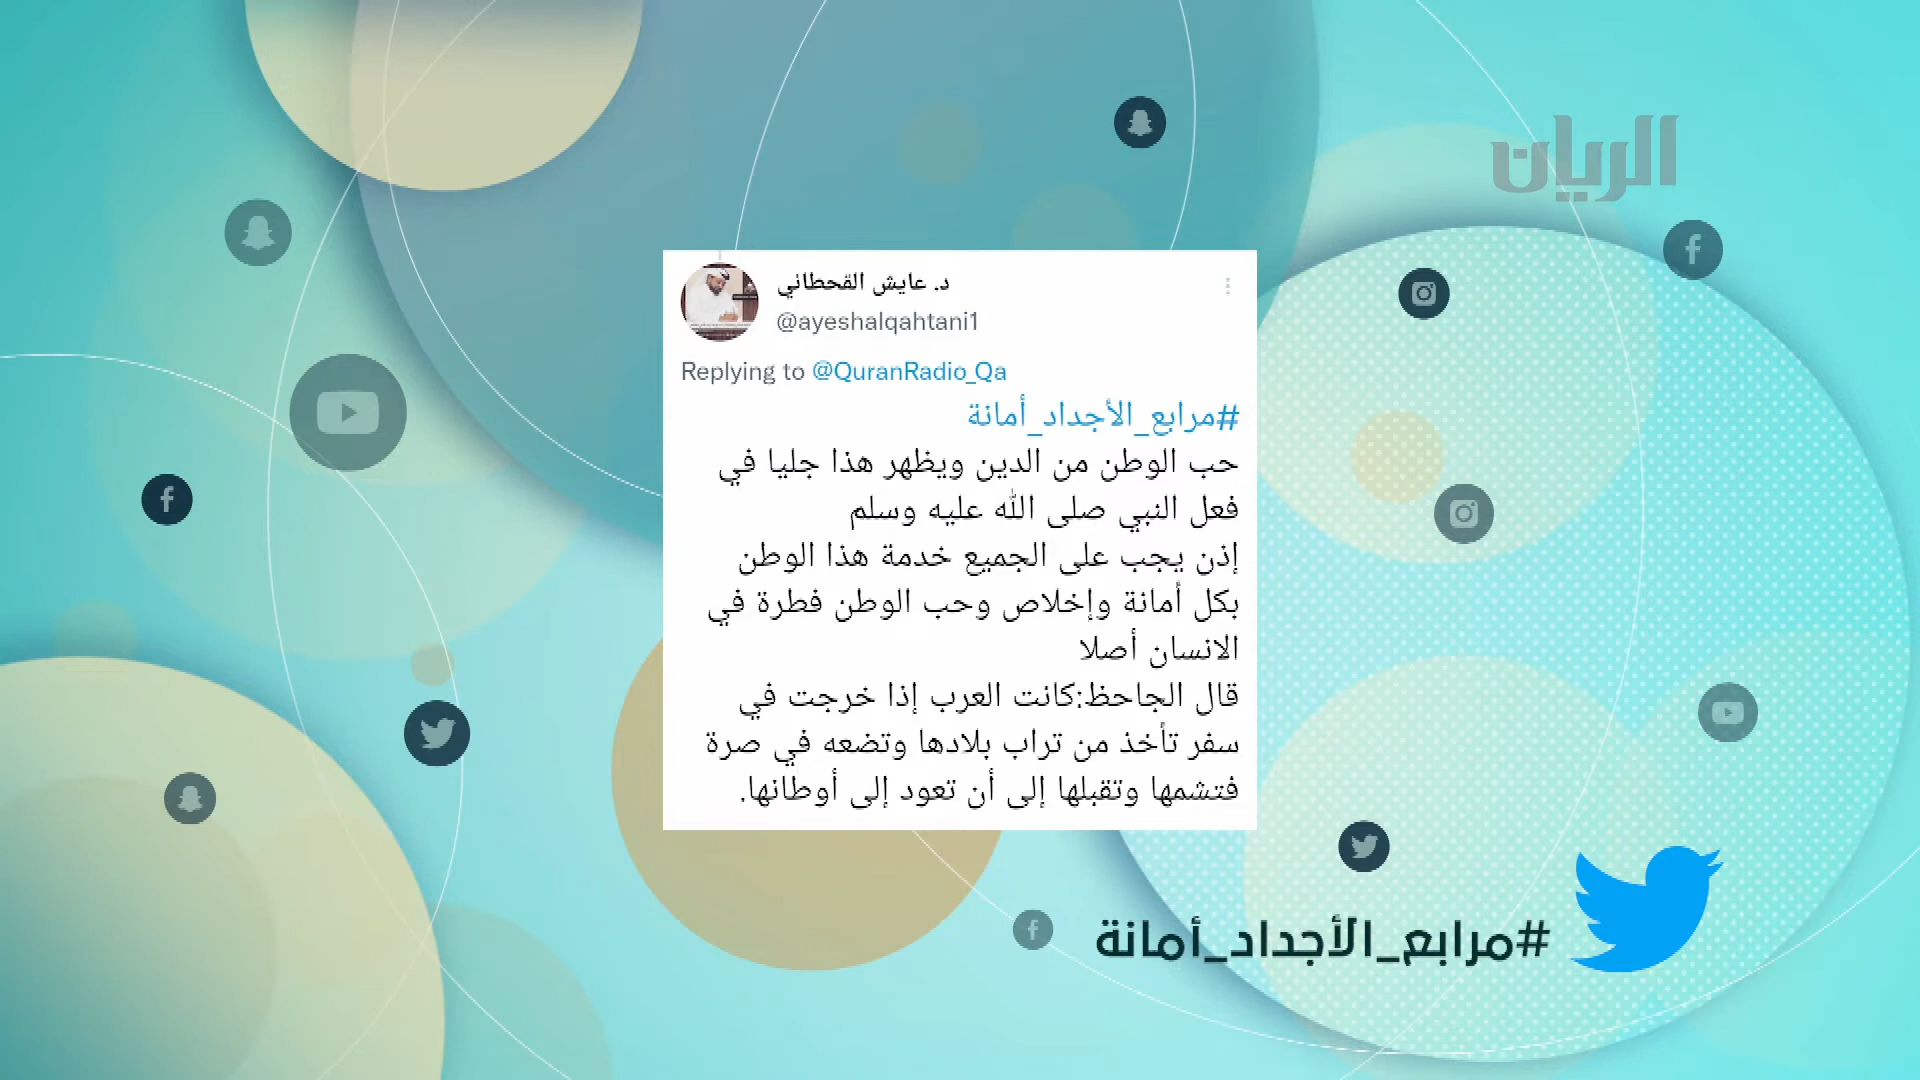 الريان
د. عايش القحطاني
@ayeshalqahtani1
Replying to @QuranRadio_Qa
#مرابع_الأجداد_أمانة
حب الوطن من الدين ويظهر هذا جليا في
فعل النبي صلى الله عليه وسلم
إذن يجب على الجميع خدمة هذا الوطن
بكل أمانة وإخلاص وحب الوطن فطرة في
الانسان أصلا
قال الجاحظ:كانت العرب إذا خرجت في
سفر تأخذ من تراب بلادها وتضعه في صرة
فتشمها وتقبلها إلى أن تعود إلى أوطانها.
#مرابع_الأجداد_أمانة